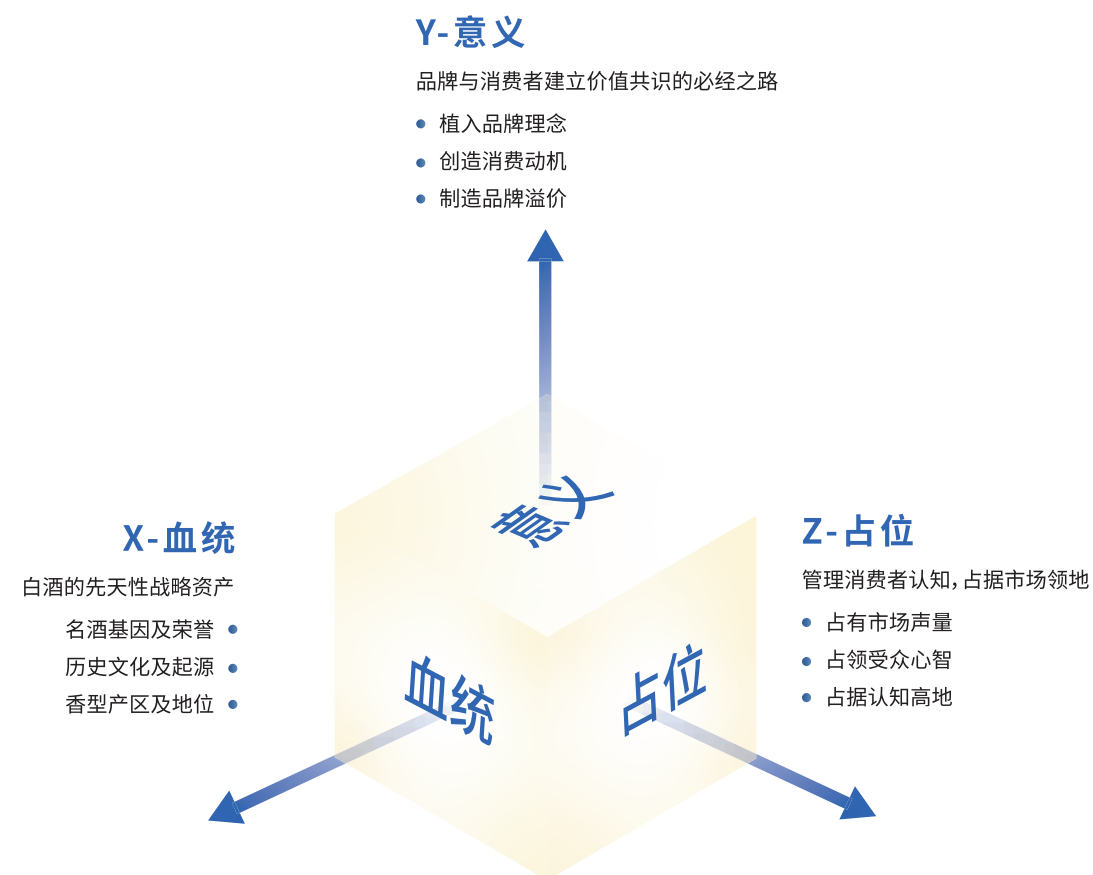 Y-意义
品牌与消费者建立价值共识的必经之路
植入品牌理念
创造消费动机
制造品牌溢价
意义
X-血统
白酒的先天性战略资产
名酒基因及荣誉
历史文化及起源
香型产区及地位
Z-占位
管理消费者认知，占据市场领地
占有市场声量
占领受众心智
占据认知高地
血统
占位